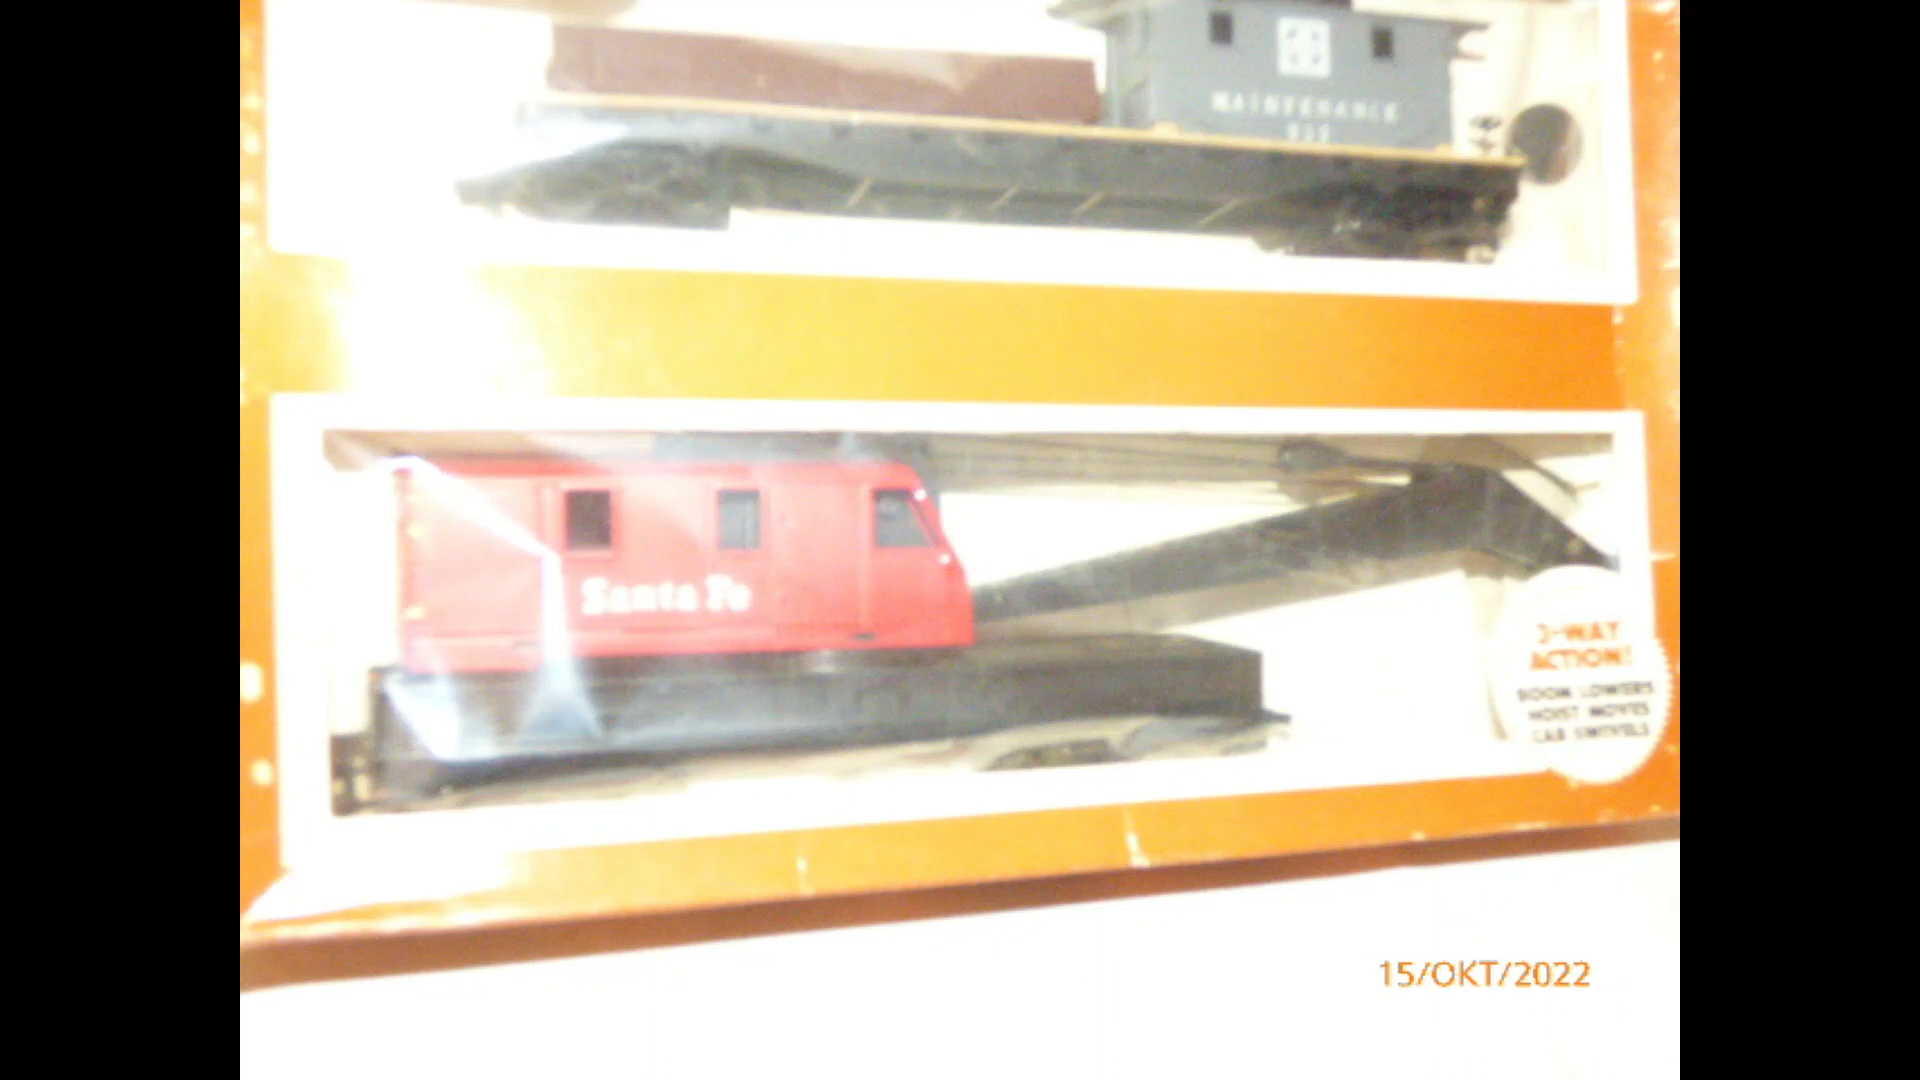 MAINTENANCE
Santa Fe
3-WAY
ACTION!
BOOM LOWERS
HOIST MOVES
CAB SWIVELS
15/OKT/2022